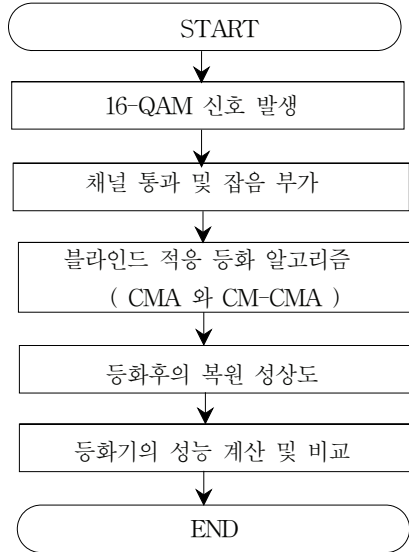 START
16-QAM 신호 발생
채널 통과 및 잡음 부가
블라인드 적응 등화 알고리즘
( CMA 와 CM-CMA )
등화후의 복원 성상도
등화기의 성능 계산 및 비교
END